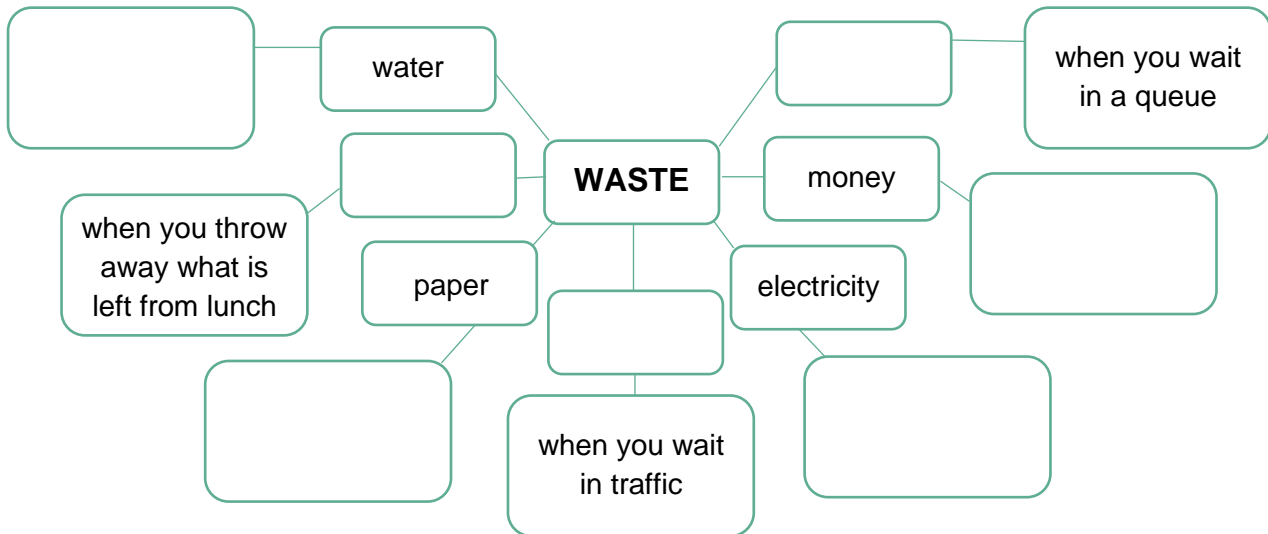 water
when you wait
in a queue
WASTE
money
when you throw
away what is
left from lunch
paper
electricity
when you wait
in traffic